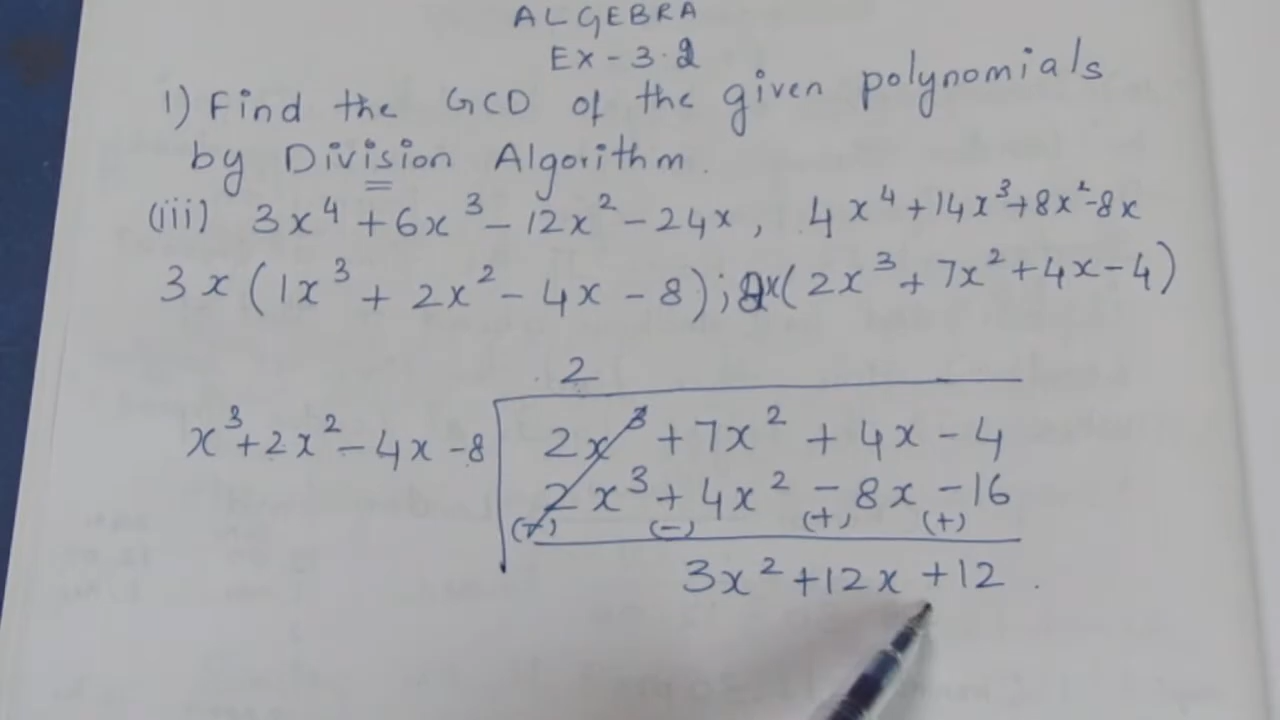 ALGEBRA
EX - 3.2
1) Find the GCD of the given polynomials
by Division Algorithm.
(iii) 3x⁴ + 6x³ - 12x² - 24x , 4x⁴ + 14x³ + 8x² - 8x
3x (1x³ + 2x² - 4x - 8) ; 2x (2x³ + 7x² + 4x - 4)
2
x³ + 2x² - 4x - 8 2x³ + 7x² + 4x - 4
2x³ + 4x² - 8x - 16
(-) (-) (+) (+)
3x² + 12x + 12